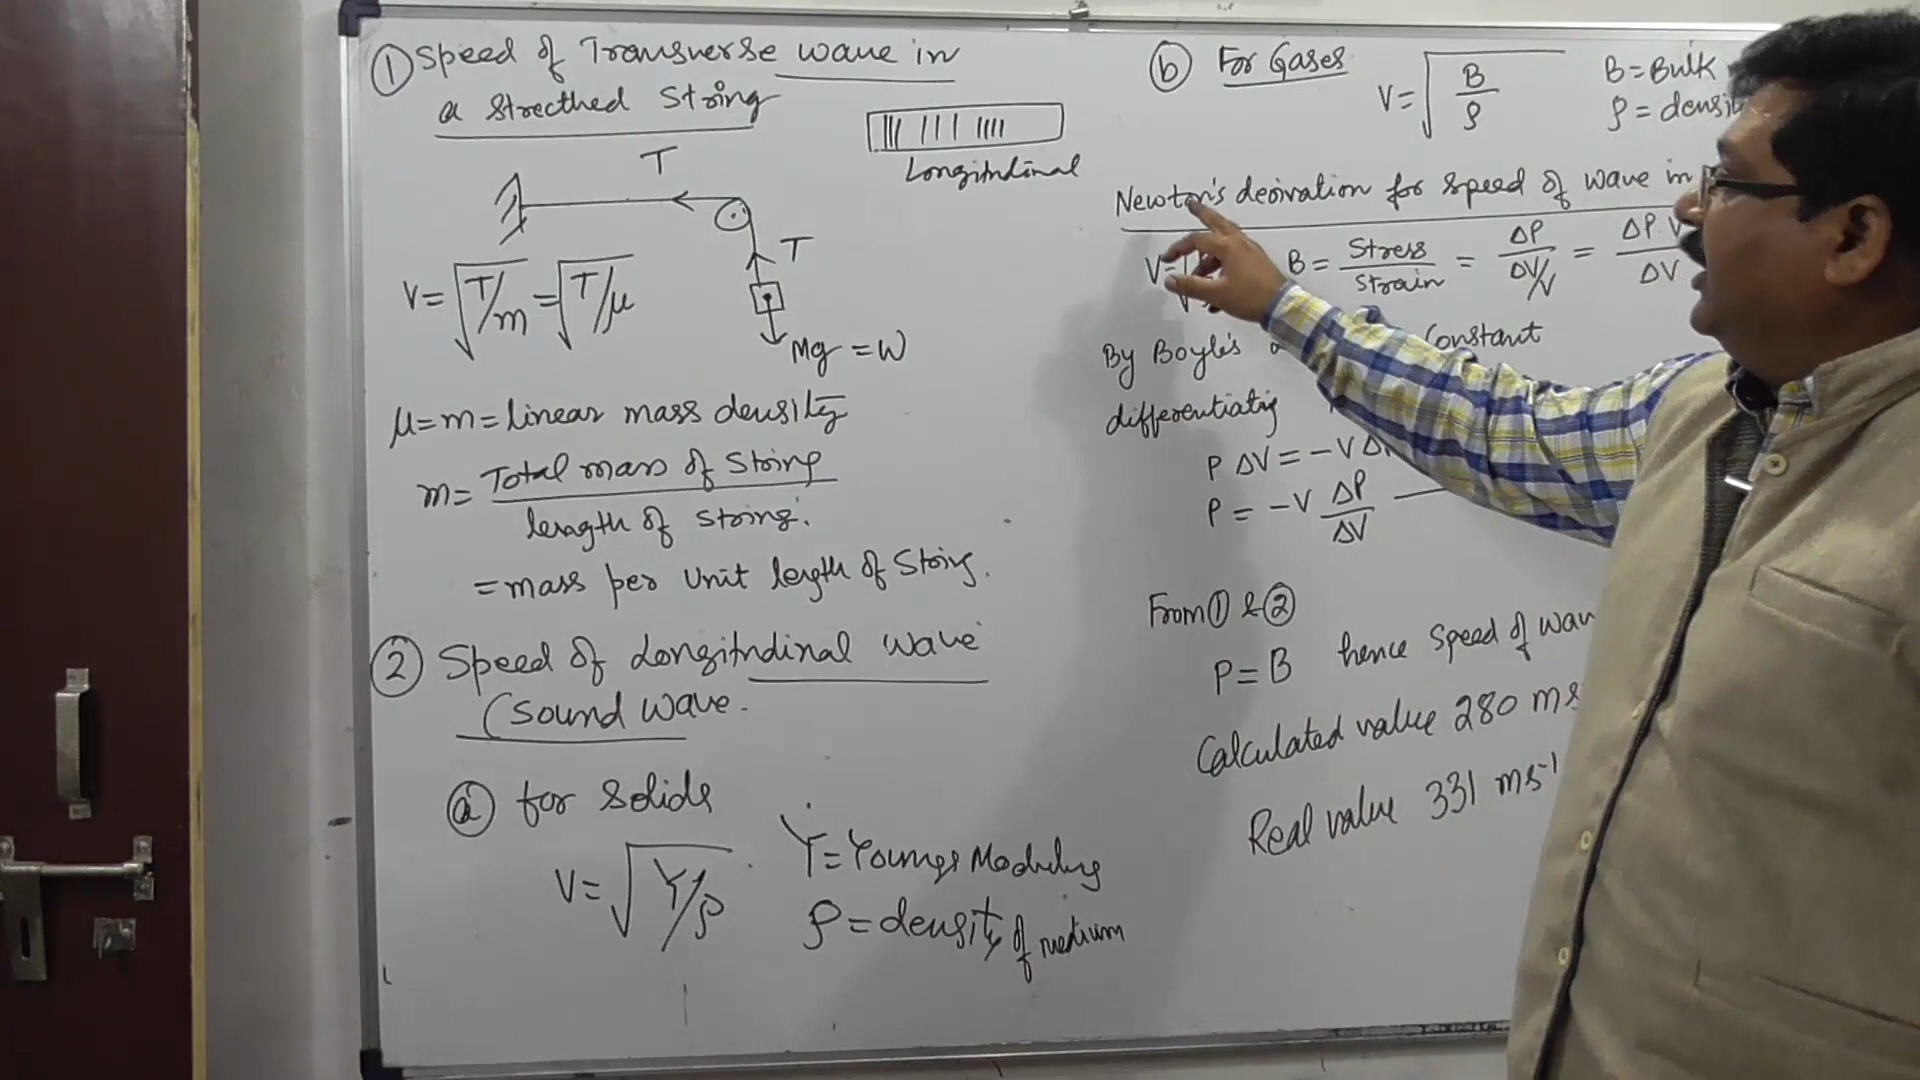 ① Speed of Transverse wave in
a Strecthed String
T
T
Mg = W
V = √T/m = √T/μ
Longitudinal
μ = m = linear mass density
m = Total mass of String
length of string.
= mass per unit length of String.
② Speed of Longitudinal wave
(Sound wave.
ⓐ for solids
V = √Y/ρ
Y = Youngs Modulus
ρ = density of medium
ⓑ For Gases
V = √B/ρ
B = Bulk
ρ = densit
Newton's derivation for speed of wave in
V = √ B = Stress/Strain = ΔP/ΔV/V = ΔP V/ΔV
By Boyle's Constant
differentiating
P ΔV = -V Δ
P = -V ΔP/ΔV
From ① & ②
P = B hence speed of wav
Calculated value 280 ms
Real value 331 ms⁻¹